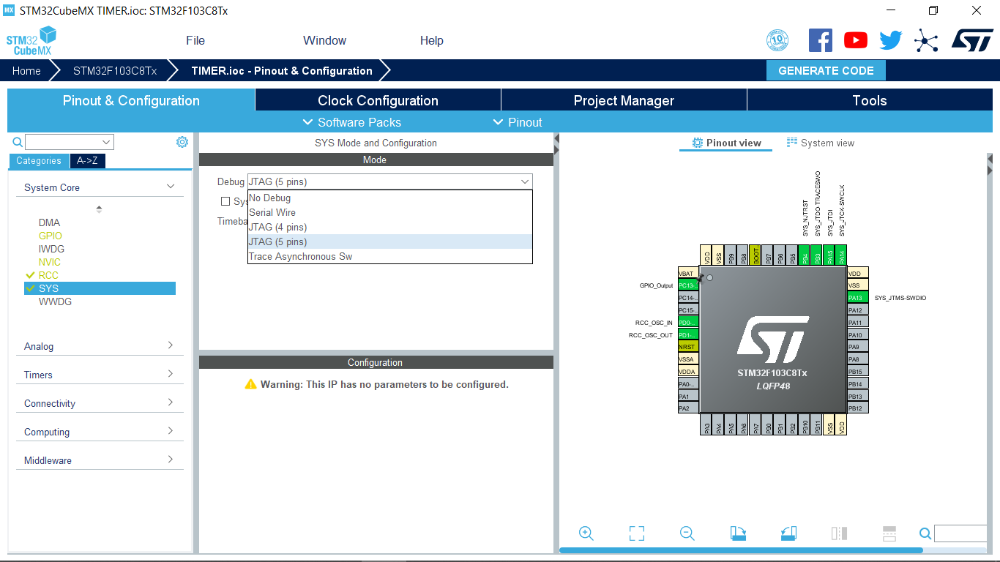 MX STM32CubeMX TIMER.ioc: STM32F103C8Tx
STM32
CubeMX
File Window Help
10
Home STM32F103C8Tx TIMER.ioc - Pinout & Configuration GENERATE CODE
Pinout & Configuration Clock Configuration Project Manager Tools
Software Packs Pinout
Categories A->Z
System Core
DMA
GPIO
IWDG
NVIC
RCC
SYS
WWDG
Analog
Timers
Connectivity
Computing
Middleware
SYS Mode and Configuration
Mode
Debug JTAG (5 pins)
No Debug
Sys
Serial Wire
Timeba
JTAG (4 pins)
JTAG (5 pins)
Trace Asynchronous Sw
Configuration
Warning: This IP has no parameters to be configured.
Pinout view System view
SYS_NJTRST
SYS_JTDO-TRACESWO
SYS_JTDI
SYS_JTCK-SWCLK
VDD VSS PB9 PB8 BOOT.. PB7 PB6 PB5 PB4 PB3 PA15 PA14
VBAT
GPIO_Output PC13-..
PC14-..
PC15-..
RCC_OSC_IN PD0-..
RCC_OSC_OUT PD1-..
NRST
VSSA
VDDA
PA0-..
PA1
PA2
STM32F103C8Tx
LQFP48
VDD
VSS
PA13 SYS_JTMS-SWDIO
PA12
PA11
PA10
PA9
PA8
PB15
PB14
PB13
PB12
PA3 PA4 PA5 PA6 PA7 PB0 PB1 PB2 PB10 PB11 VSS VDD